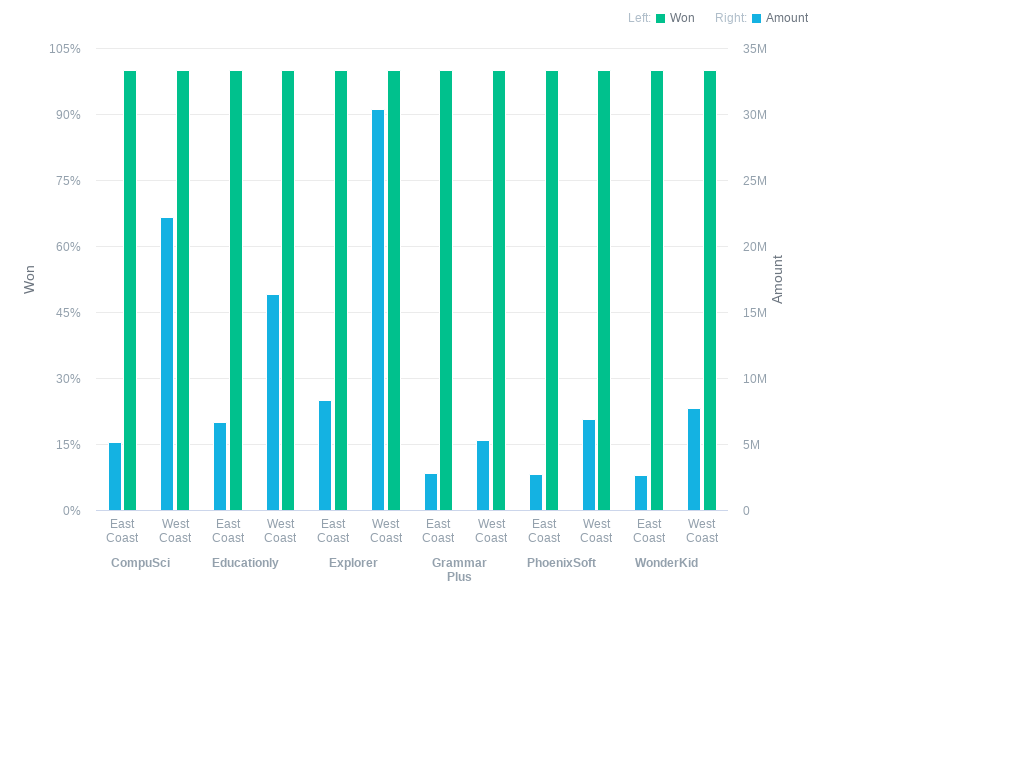 Left: Won Right: Amount
105% 35M
90% 30M
75% 25M
60% 20M
45% 15M
30% 10M
15% 5M
0% 0
Won
Amount
East West East West East West East West East West East West
Coast Coast Coast Coast Coast Coast Coast Coast Coast Coast Coast Coast
CompuSci Educationly Explorer Grammar PhoenixSoft WonderKid
Plus